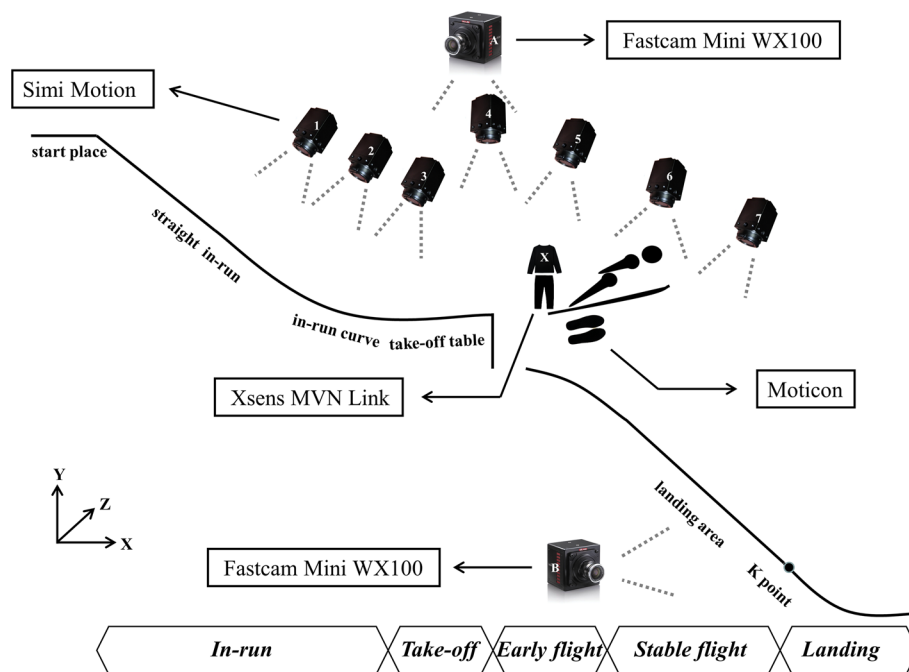 A
Fastcam Mini WX100
Simi Motion
1
2
3
4
5
6
7
start place
straight in-run
in-run curve
take-off table
X
Xsens MVN Link
Moticon
Y
Z
X
landing area
K point
Fastcam Mini WX100
B
In-run
Take-off
Early flight
Stable flight
Landing